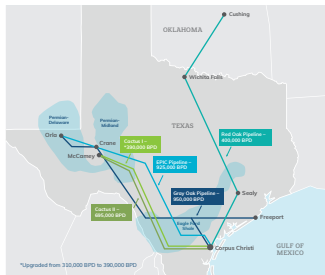 Cushing
OKLAHOMA
Wichita Falls
Permian-
Delaware
Permian-
Midland
Orla
Crane
McCamey
TEXAS
Cactus I –
*390,000 BPD
Red Oak Pipeline –
400,000 BPD
EPIC Pipeline –
925,000 BPD
Gray Oak Pipeline –
950,000 BPD
Cactus II –
685,000 BPD
Sealy
Freeport
Eagle Ford
Shale
Corpus Christi
GULF OF
MEXICO
*Upgraded from 330,000 BPD to 390,000 BPD